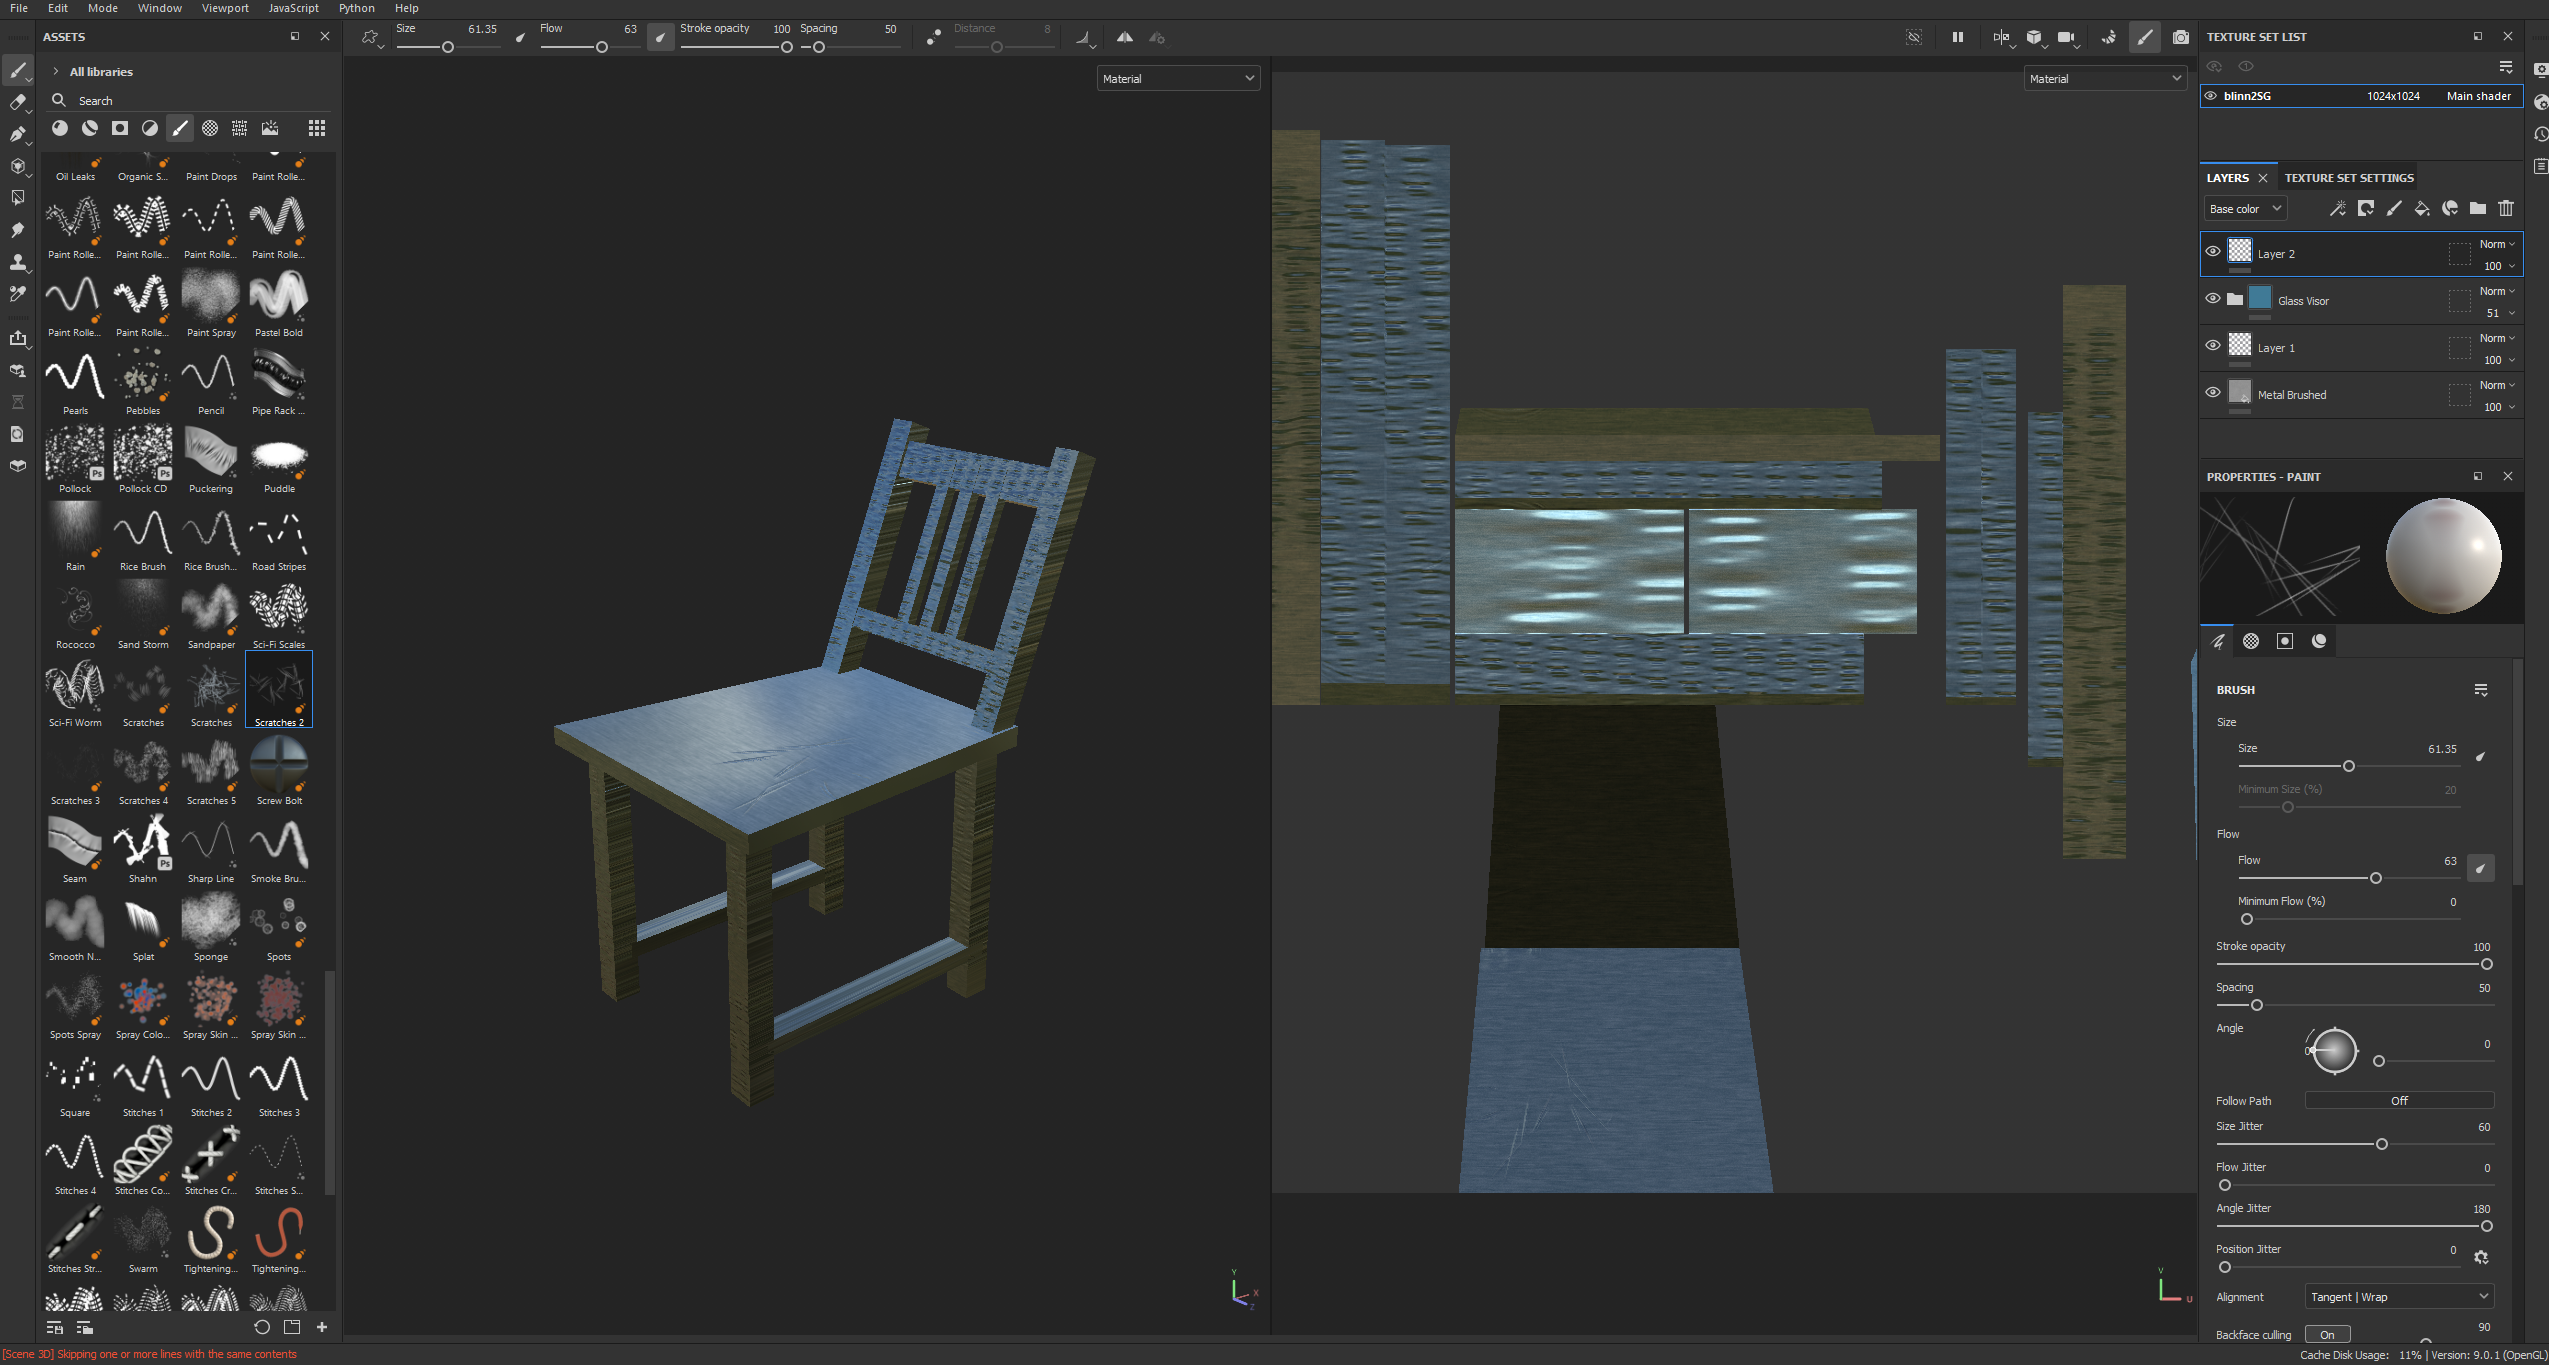 File Edit Mode Window Viewport JavaScript Python Help
ASSETS
All libraries
Search
Oil Leaks Organic S... Paint Drops Paint Rolle...
Paint Rolle... Paint Rolle... Paint Rolle... Paint Rolle...
Paint Rolle... Paint Rolle... Paint Spray Pastel Bold
Pearls Pebbles Pencil Pipe Rack ...
Ps Ps
Pollock Pollock CD Puckering Puddle
Rain Rice Brush Rice Brush... Road Stripes
Rococco Sand Storm Sandpaper Sci-Fi Scales
Sci-Fi Worm Scratches Scratches Scratches 2
Scratches 3 Scratches 4 Scratches 5 Screw Bolt
Ps
Seam Shahn Sharp Line Smoke Bru...
Smooth N... Splat Sponge Spots
Spots Spray Spray Colo... Spray Skin ... Spray Skin ...
Square Stitches 1 Stitches 2 Stitches 3
Stitches 4 Stitches Co... Stitches Cr... Stitches S...
Stitches Str... Swarm Tightening... Tightening...
Size 61.35 Flow 63 Stroke opacity 100 Spacing 50 Distance 8
Material
Material
Y
X
Z
V
U
TEXTURE SET LIST
blinn2SG 1024x1024 Main shader
LAYERS TEXTURE SET SETTINGS
Base color
Layer 2 Norm
100
Glass Visor Norm
51
Layer 1 Norm
100
Metal Brushed Norm
100
PROPERTIES - PAINT
BRUSH
Size
Size 61.35
Minimum Size (%) 20
Flow
Flow 63
Minimum Flow (%) 0
Stroke opacity 100
Spacing 50
Angle 0
0
Follow Path Off
Size Jitter 60
Flow Jitter 0
Angle Jitter 180
Position Jitter 0
Alignment Tangent | Wrap
Backface culling On 90
[Scene 3D] Skipping one or more lines with the same contents
Cache Disk Usage: 11% | Version: 9.0.1 (OpenGL)